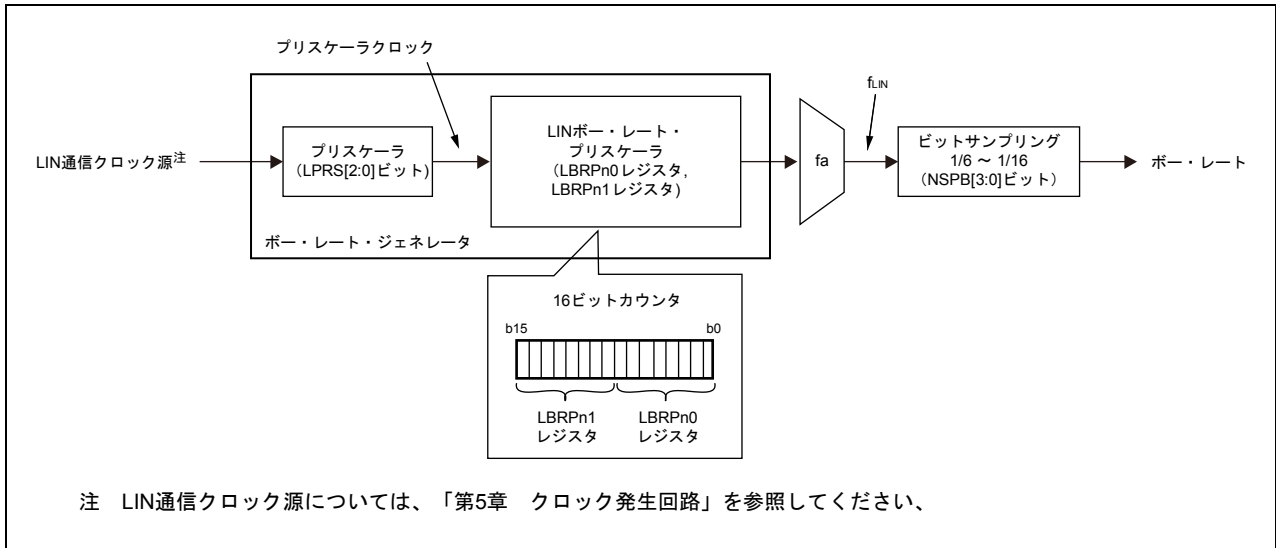 プリスケーラクロック
fLIN
LIN通信クロック源注
プリスケーラ
（LPRS[2:0]ビット）
LINボー・レート・
プリスケーラ
（LBRPn0レジスタ,
LBRPn1レジスタ）
fa
ビットサンプリング
1/6 ～ 1/16
（NSPB[3:0]ビット）
ボー・レート
ボー・レート・ジェネレータ
16ビットカウンタ
b15 b0
LBRPn1
レジスタ
LBRPn0
レジスタ
注　LIN通信クロック源については、「第5章　クロック発生回路」を参照してください、